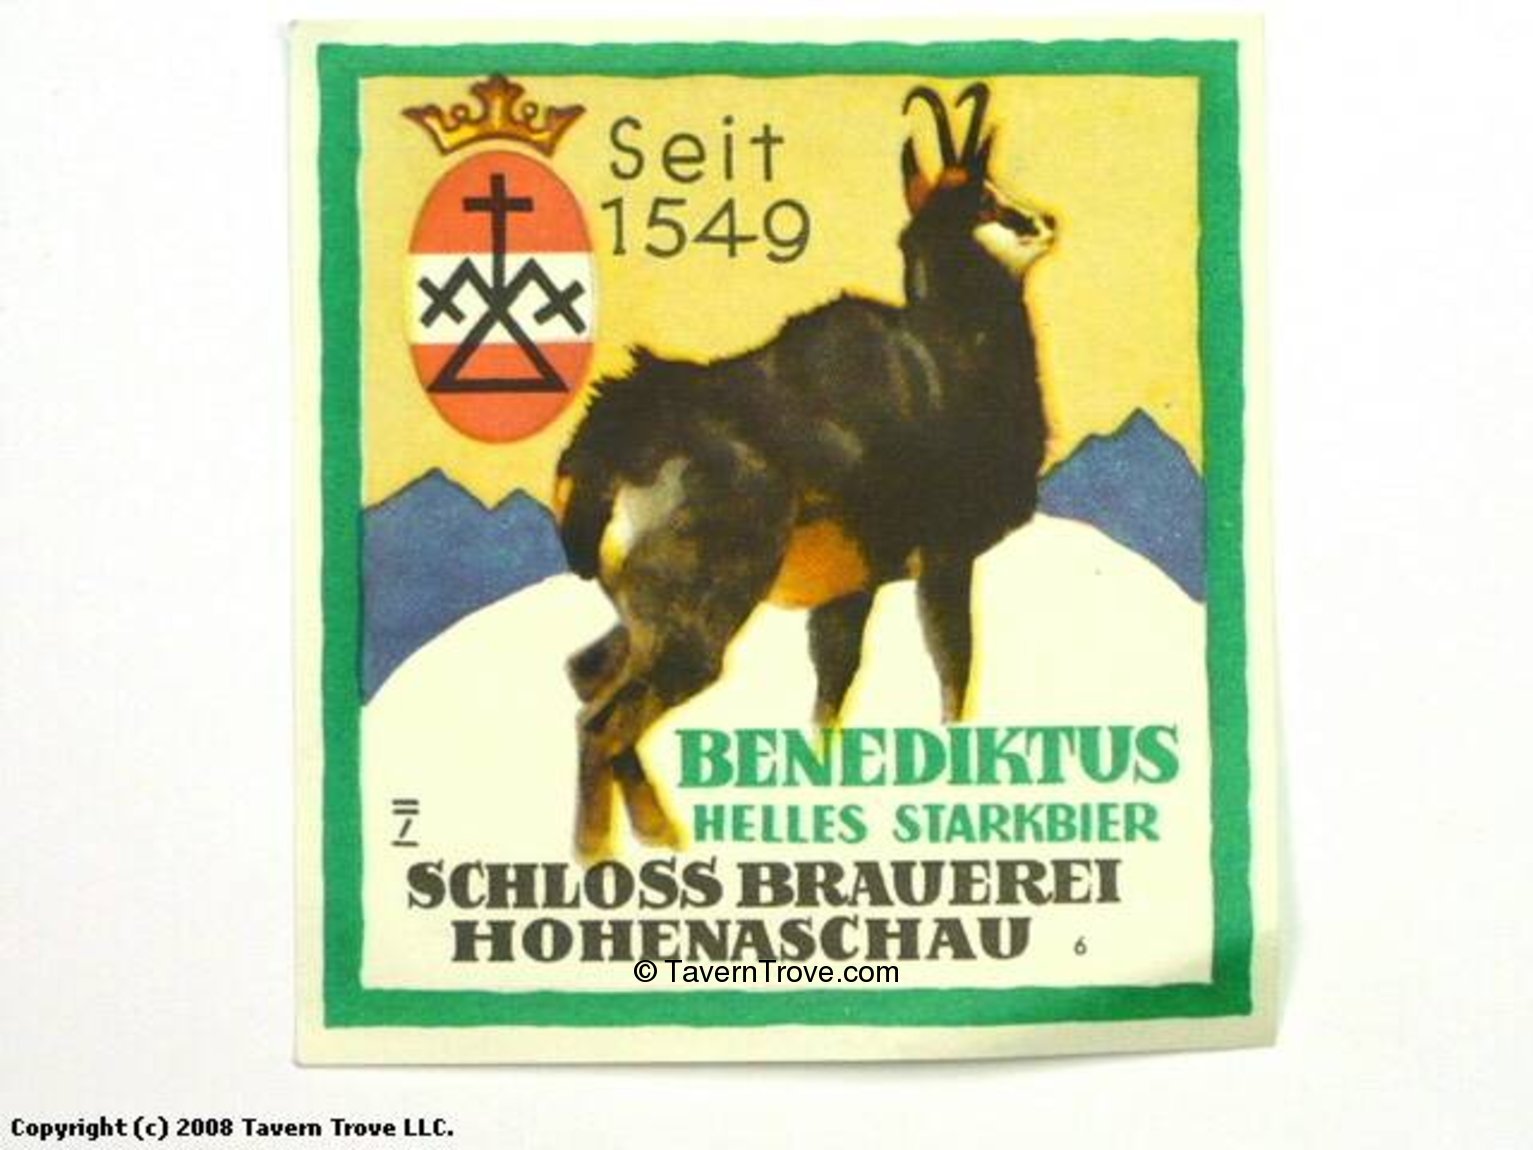 Seit
1549
BENEDIKTUS
HELLES STARKBIER
SCHLOSS BRAUEREI
HOHENASCHAU 6
© TavernTrove.com
Copyright (c) 2008 Tavern Trove LLC.